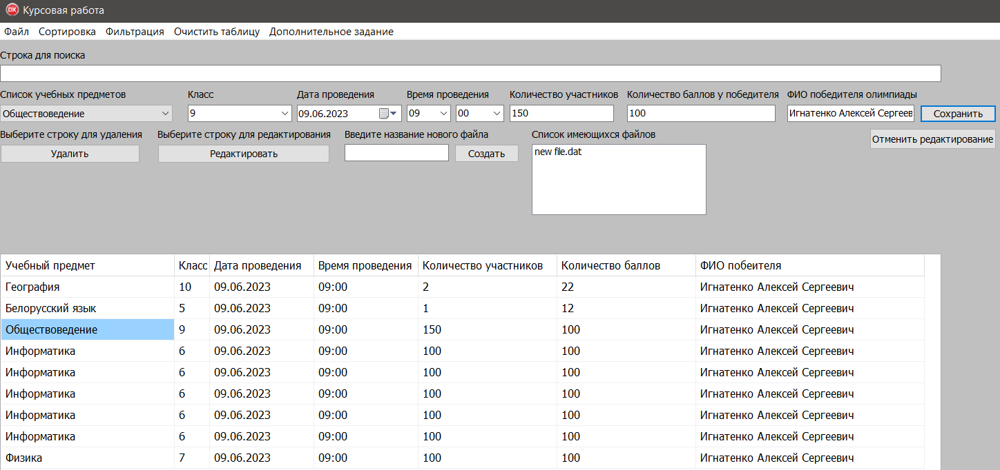 DX Курсовая работа
Файл Сортировка Фильтрация Очистить таблицу Дополнительное задание
Строка для поиска
Список учебных предметов Класс Дата проведения Время проведения Количество участников Количество баллов у победителя ФИО победителя олимпиады
Обществоведение 9 09.06.2023 09 00 150 100 Игнатенко Алексей Сергеев Сохранить
Выберите строку для удаления Выберите строку для редактирования Введите название нового файла Список имеющихся файлов Отменить редактирование
Удалить Редактировать Создать new file.dat
Учебный предмет Класс Дата проведения Время проведения Количество участников Количество баллов ФИО побеителя
География 10 09.06.2023 09:00 2 22 Игнатенко Алексей Сергеевич
Белорусский язык 5 09.06.2023 09:00 1 12 Игнатенко Алексей Сергеевич
Обществоведение 9 09.06.2023 09:00 150 100 Игнатенко Алексей Сергеевич
Информатика 6 09.06.2023 09:00 100 100 Игнатенко Алексей Сергеевич
Информатика 6 09.06.2023 09:00 100 100 Игнатенко Алексей Сергеевич
Информатика 6 09.06.2023 09:00 100 100 Игнатенко Алексей Сергеевич
Информатика 6 09.06.2023 09:00 100 100 Игнатенко Алексей Сергеевич
Информатика 6 09.06.2023 09:00 100 100 Игнатенко Алексей Сергеевич
Физика 7 09.06.2023 09:00 100 100 Игнатенко Алексей Сергеевич